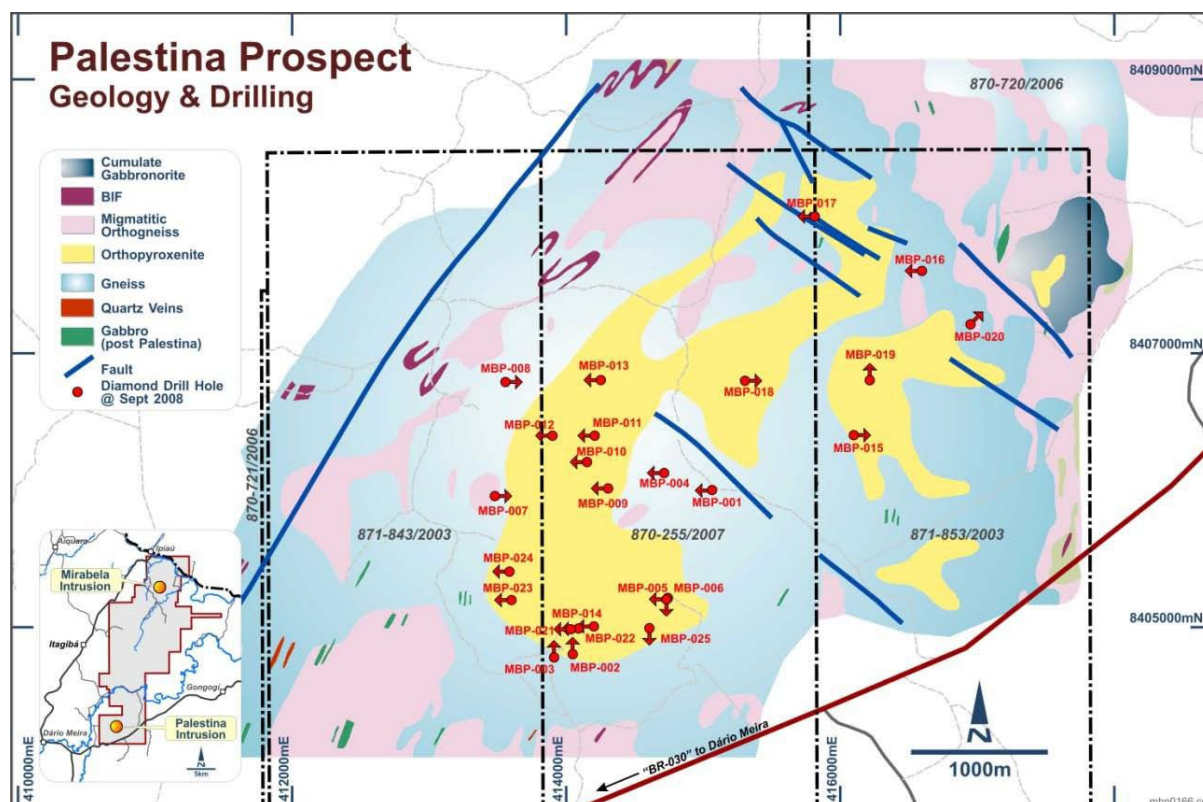 Palestina Prospect
Geology & Drilling
8409000mN
870-720/2006
Cumulate
Gabbronorite
BIF
Migmatitic
Orthogneiss
Orthopyroxenite
Gneiss
Quartz Veins
Gabbro
(post Palestina)
Fault
Diamond Drill Hole
@ Sept 2008
MBP-017
MBP-016
MBP-020
8407000mN
MBP-008
MBP-013
MBP-019
MBP-018
MBP-012
MBP-011
MBP-010
MBP-015
MBP-004
MBP-009
MBP-001
MBP-007
870-721/2006
871-843/2003
870-255/2007
871-853/2003
MBP-024
MBP-023
MBP-005
MBP-006
MBP-014
MBP-021
MBP-022
MBP-025
MBP-003
MBP-002
8405000mN
Aiquara
Ipiaú
Mirabela
Intrusion
Itagibá
Gongogi
Dário Meira
Palestina
Intrusion
N
5km
N
1000m
"BR-030" to Dário Meira
410000mE
412000mE
414000mE
416000mE